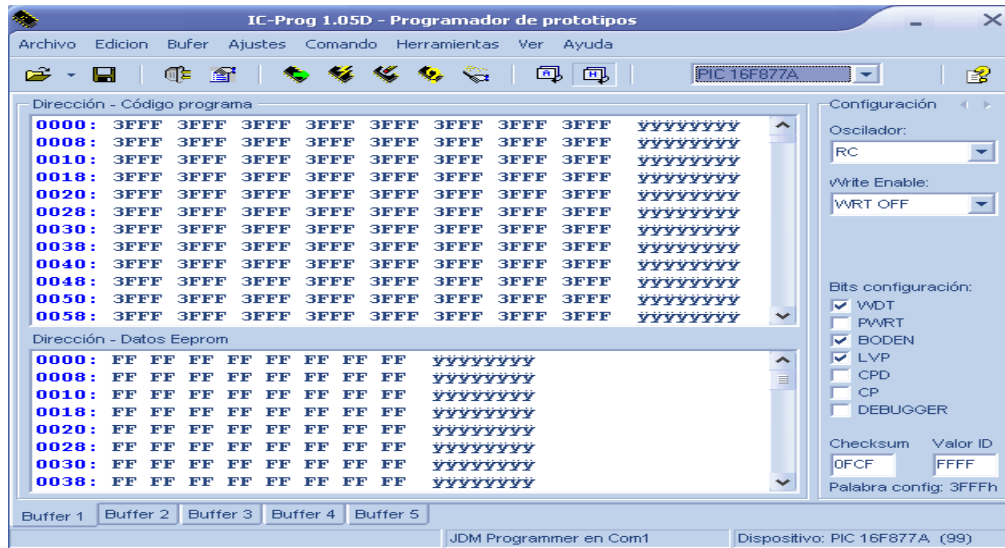 IC-Prog 1.05D - Programador de prototipos
Archivo Edicion Bufer Ajustes Comando Herramientas Ver Ayuda
PIC 16F877A
Dirección - Código programa
0000: 3FFF 3FFF 3FFF 3FFF 3FFF 3FFF 3FFF 3FFF ÿÿÿÿÿÿÿÿ
0008: 3FFF 3FFF 3FFF 3FFF 3FFF 3FFF 3FFF 3FFF ÿÿÿÿÿÿÿÿ
0010: 3FFF 3FFF 3FFF 3FFF 3FFF 3FFF 3FFF 3FFF ÿÿÿÿÿÿÿÿ
0018: 3FFF 3FFF 3FFF 3FFF 3FFF 3FFF 3FFF 3FFF ÿÿÿÿÿÿÿÿ
0020: 3FFF 3FFF 3FFF 3FFF 3FFF 3FFF 3FFF 3FFF ÿÿÿÿÿÿÿÿ
0028: 3FFF 3FFF 3FFF 3FFF 3FFF 3FFF 3FFF 3FFF ÿÿÿÿÿÿÿÿ
0030: 3FFF 3FFF 3FFF 3FFF 3FFF 3FFF 3FFF 3FFF ÿÿÿÿÿÿÿÿ
0038: 3FFF 3FFF 3FFF 3FFF 3FFF 3FFF 3FFF 3FFF ÿÿÿÿÿÿÿÿ
0040: 3FFF 3FFF 3FFF 3FFF 3FFF 3FFF 3FFF 3FFF ÿÿÿÿÿÿÿÿ
0048: 3FFF 3FFF 3FFF 3FFF 3FFF 3FFF 3FFF 3FFF ÿÿÿÿÿÿÿÿ
0050: 3FFF 3FFF 3FFF 3FFF 3FFF 3FFF 3FFF 3FFF ÿÿÿÿÿÿÿÿ
0058: 3FFF 3FFF 3FFF 3FFF 3FFF 3FFF 3FFF 3FFF ÿÿÿÿÿÿÿÿ
Dirección - Datos Eeprom
0000: FF FF FF FF FF FF FF FF ÿÿÿÿÿÿÿÿ
0008: FF FF FF FF FF FF FF FF ÿÿÿÿÿÿÿÿ
0010: FF FF FF FF FF FF FF FF ÿÿÿÿÿÿÿÿ
0018: FF FF FF FF FF FF FF FF ÿÿÿÿÿÿÿÿ
0020: FF FF FF FF FF FF FF FF ÿÿÿÿÿÿÿÿ
0028: FF FF FF FF FF FF FF FF ÿÿÿÿÿÿÿÿ
0030: FF FF FF FF FF FF FF FF ÿÿÿÿÿÿÿÿ
0038: FF FF FF FF FF FF FF FF ÿÿÿÿÿÿÿÿ
Configuración
Oscilador:
RC
Write Enable:
WRT OFF
Bits configuración:
WDT
PWRT
BODEN
LVP
CPD
CP
DEBUGGER
Checksum Valor ID
0FCF FFFF
Palabra config: 3FFFh
Buffer 1 Buffer 2 Buffer 3 Buffer 4 Buffer 5
JDM Programmer en Com1 Dispositivo: PIC 16F877A (99)